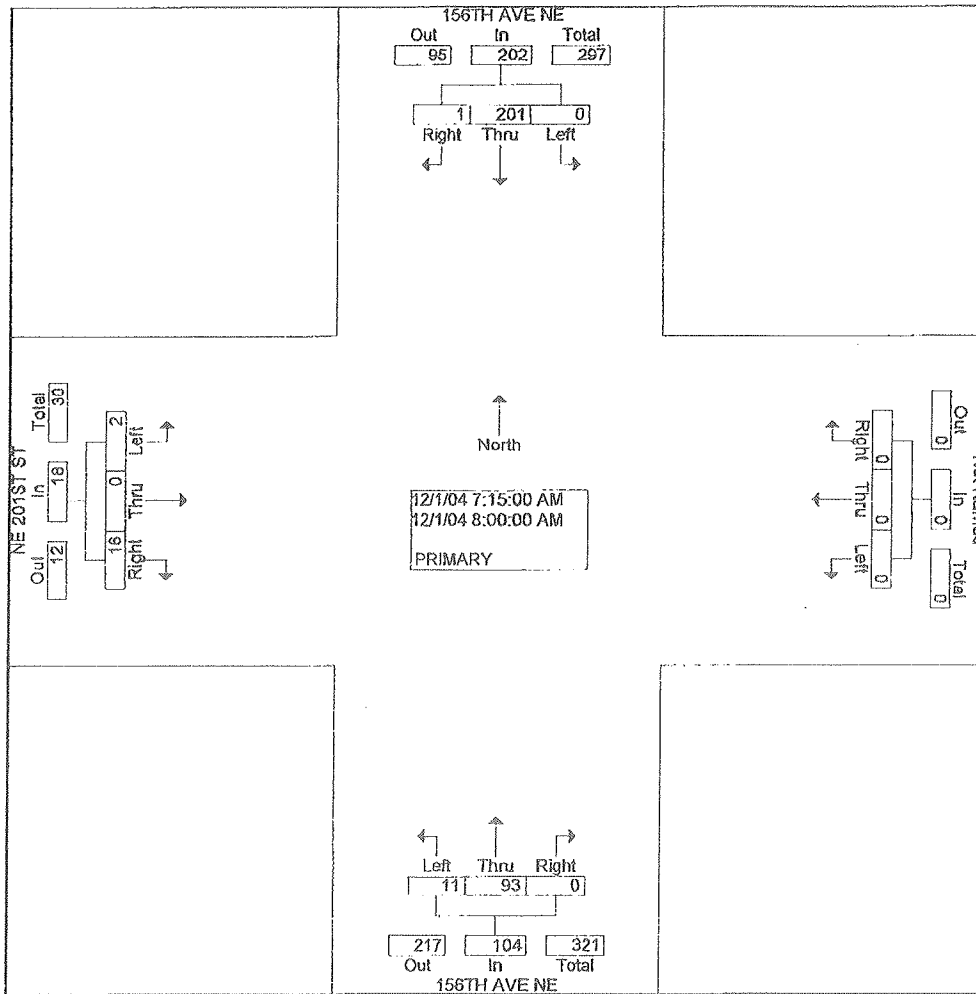 156TH AVE NE
Out In Total
95 202 297
1 201 0
Right Thru Left
North
12/1/04 7:15:00 AM
12/1/04 8:00:00 AM
PRIMARY
NE 201ST ST
Total In Out
30 18 12
2 0 16
Left Thru Right
Right Thru Left
0 0 0
Out In Total
0 0 0
Left Thru Right
11 93 0
217 104 321
Out In Total
156TH AVE NE